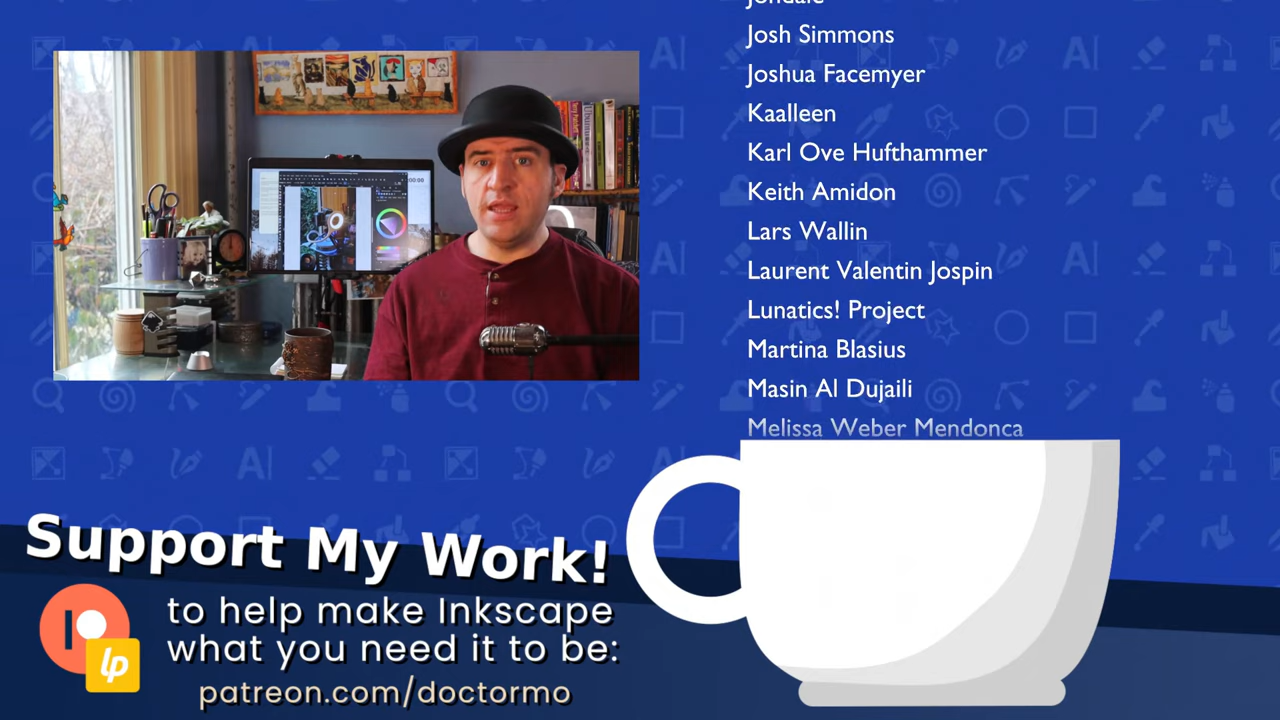 Jondale
Josh Simmons
Joshua Facemyer
Kaalleen
Karl Ove Hufthammer
Keith Amidon
Lars Wallin
Laurent Valentin Jospin
Lunatics! Project
Martina Blasius
Masin Al Dujaili
Melissa Weber Mendonca
Support My Work!
to help make Inkscape
what you need it to be:
patreon.com/doctormo
lp